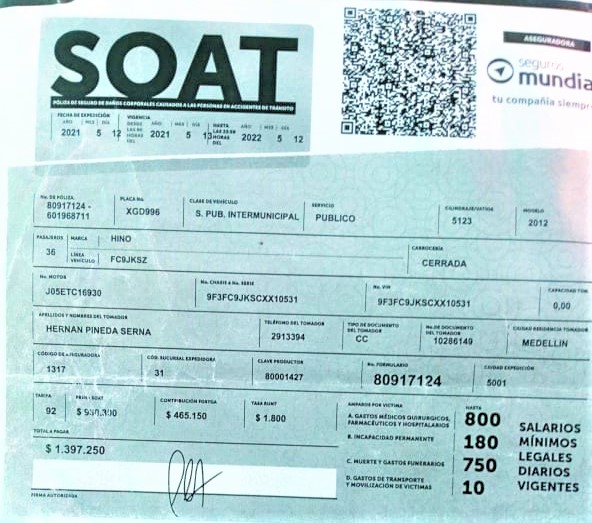 SOAT
PÓLIZA DE SEGURO DE DAÑOS CORPORALES CAUSADOS A LAS PERSONAS EN ACCIDENTES DE TRÁNSITO
FECHA DE EXPEDICIÓN
AÑO MES DÍA
2021 5 12
VIGENCIA
DESDE LAS 00 HORAS DEL
AÑO MES DÍA
2021 5 13
HASTA LAS 23:59 HORAS DEL
AÑO MES DÍA
2022 5 12
ASEGURADORA
seguros
mundia
tu compañía siempr
No. DE PÓLIZA
80917124 -
601968711
PLACA No.
XGD996
CLASE DE VEHÍCULO
S. PUB. INTERMUNICIPAL
SERVICIO
PUBLICO
CILINDRAJE/VATIOS
5123
MODELO
2012
PASAJEROS
36
MARCA
HINO
LÍNEA VEHÍCULO
FC9JKSZ
CARROCERÍA
CERRADA
No. MOTOR
J05ETC16930
No. CHASIS ó No. SERIE
9F3FC9JKSCXX10531
No. VIN
9F3FC9JKSCXX10531
CAPACIDAD TON.
0,00
APELLIDOS Y NOMBRES DEL TOMADOR
HERNAN PINEDA SERNA
TELÉFONO DEL TOMADOR
2913394
TIPO DE DOCUMENTO DEL TOMADOR
CC
No. DE DOCUMENTO DEL TOMADOR
10286149
CIUDAD RESIDENCIA TOMADOR
MEDELLIN
CÓDIGO DE ASEGURADORA
1317
CÓD. SUCURSAL EXPEDIDORA
31
CLAVE PRODUCTOR
80001427
No. FORMULARIO
80917124
CIUDAD EXPEDICIÓN
5001
TARIFA
92
PRIMA SOAT
CONTRIBUCIÓN FOSYGA
$ 465.150
TASA RUNT
$ 1.800
TOTAL A PAGAR
$ 1.397.250
FIRMA AUTORIZADA
AMPAROS POR VÍCTIMA
HASTA
A. GASTOS MÉDICOS QUIRÚRGICOS, FARMACÉUTICOS Y HOSPITALARIOS
800
B. INCAPACIDAD PERMANENTE
180
C. MUERTE Y GASTOS FUNERARIOS
750
D. GASTOS DE TRANSPORTE Y MOVILIZACIÓN DE VÍCTIMAS
10
SALARIOS
MÍNIMOS
LEGALES
DIARIOS
VIGENTES